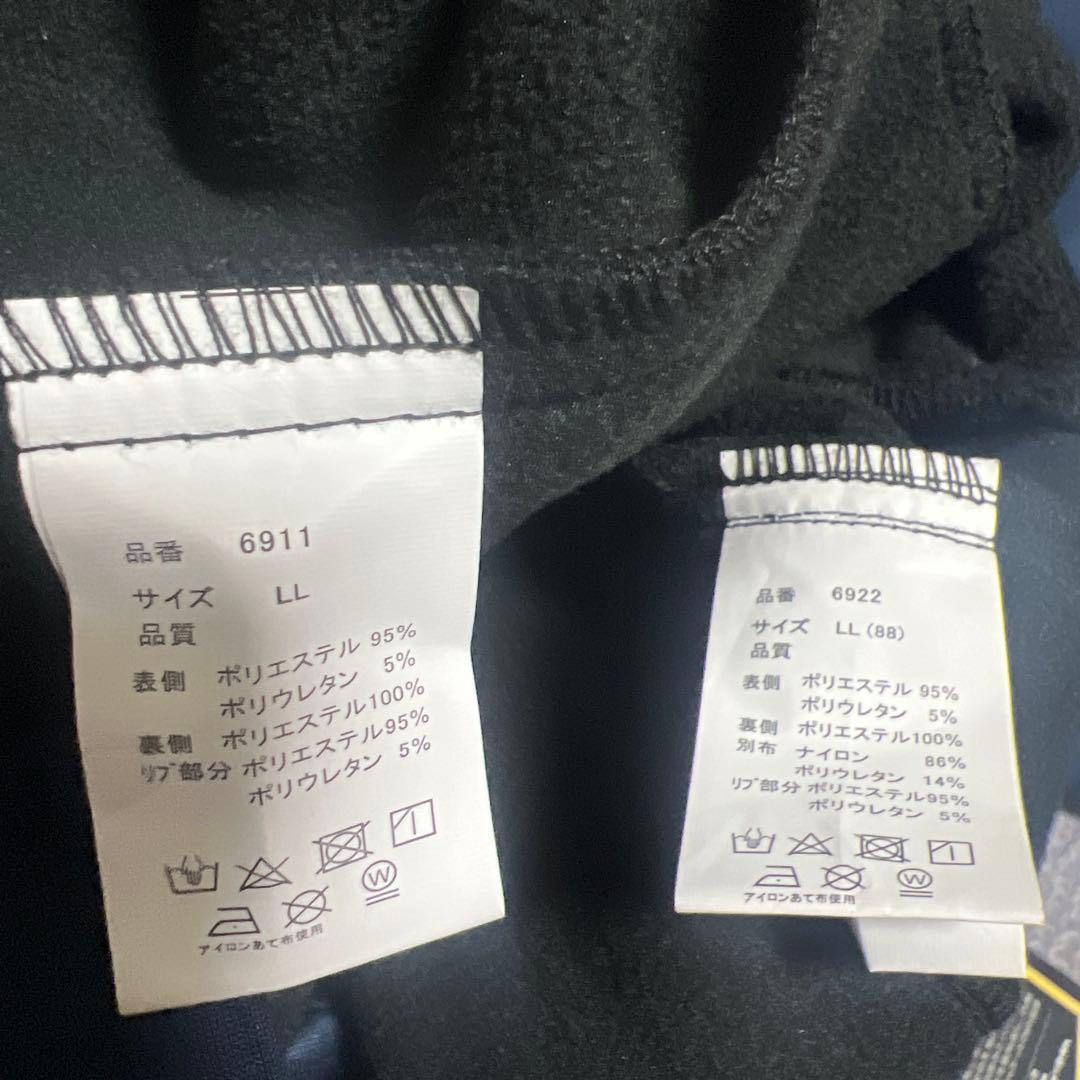 品番 6911
サイズ LL
品質
表側 ポリエステル 95%
ポリウレタン 5%
裏側 ポリエステル100%
リブ部分 ポリエステル95%
ポリウレタン 5%
W
アイロンあて布使用
品番 6922
サイズ LL(88)
品質
表側 ポリエステル 95%
ポリウレタン 5%
裏側 ポリエステル100%
別布 ナイロン 86%
ポリウレタン 14%
リブ部分 ポリエステル95%
ポリウレタン 5%
W
アイロンあて布使用